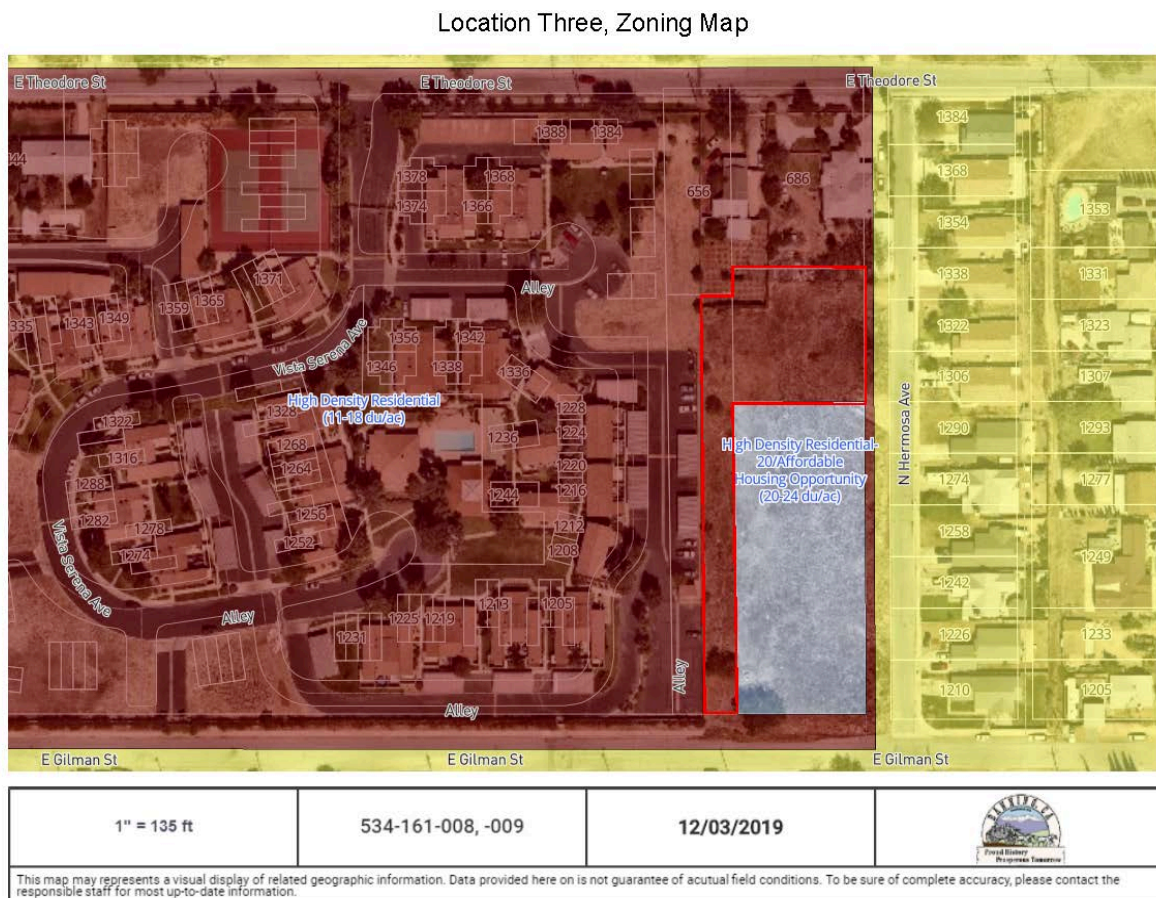 Location Three, Zoning Map
E Theodore St
E Theodore St
E Theodore St
1388
1384
1384
1378
1368
656
686
1368
1374
1366
1353
1354
1371
1359
1365
Alley
1338
1331
1335
1343
1349
Vista Serena Ave
1356
1342
1322
1323
1346
1338
1336
1306
1307
High Density Residential
(11-18 du/ac)
1328
1228
N Hermosa Ave
1322
1236
1224
1290
1293
1268
High Density Residential-
20/Affordable
Housing Opportunity
(20-24 du/ac)
1316
1264
1220
1274
1277
1288
1244
1216
1282
1256
1278
1212
1258
1249
1274
1252
1208
Vista Serena Ave
1242
Alley
1225
1219
1213
1205
1231
1226
1233
Alley
1210
1205
Alley
E Gilman St
E Gilman St
E Gilman St
1" = 135 ft
534-161-008, -009
12/03/2019
BANNING, CA
Proud History
Prosperous Tomorrow
This map may represents a visual display of related geographic information. Data provided here on is not guarantee of acutual field conditions. To be sure of complete accuracy, please contact the
responsible staff for most up-to-date information.